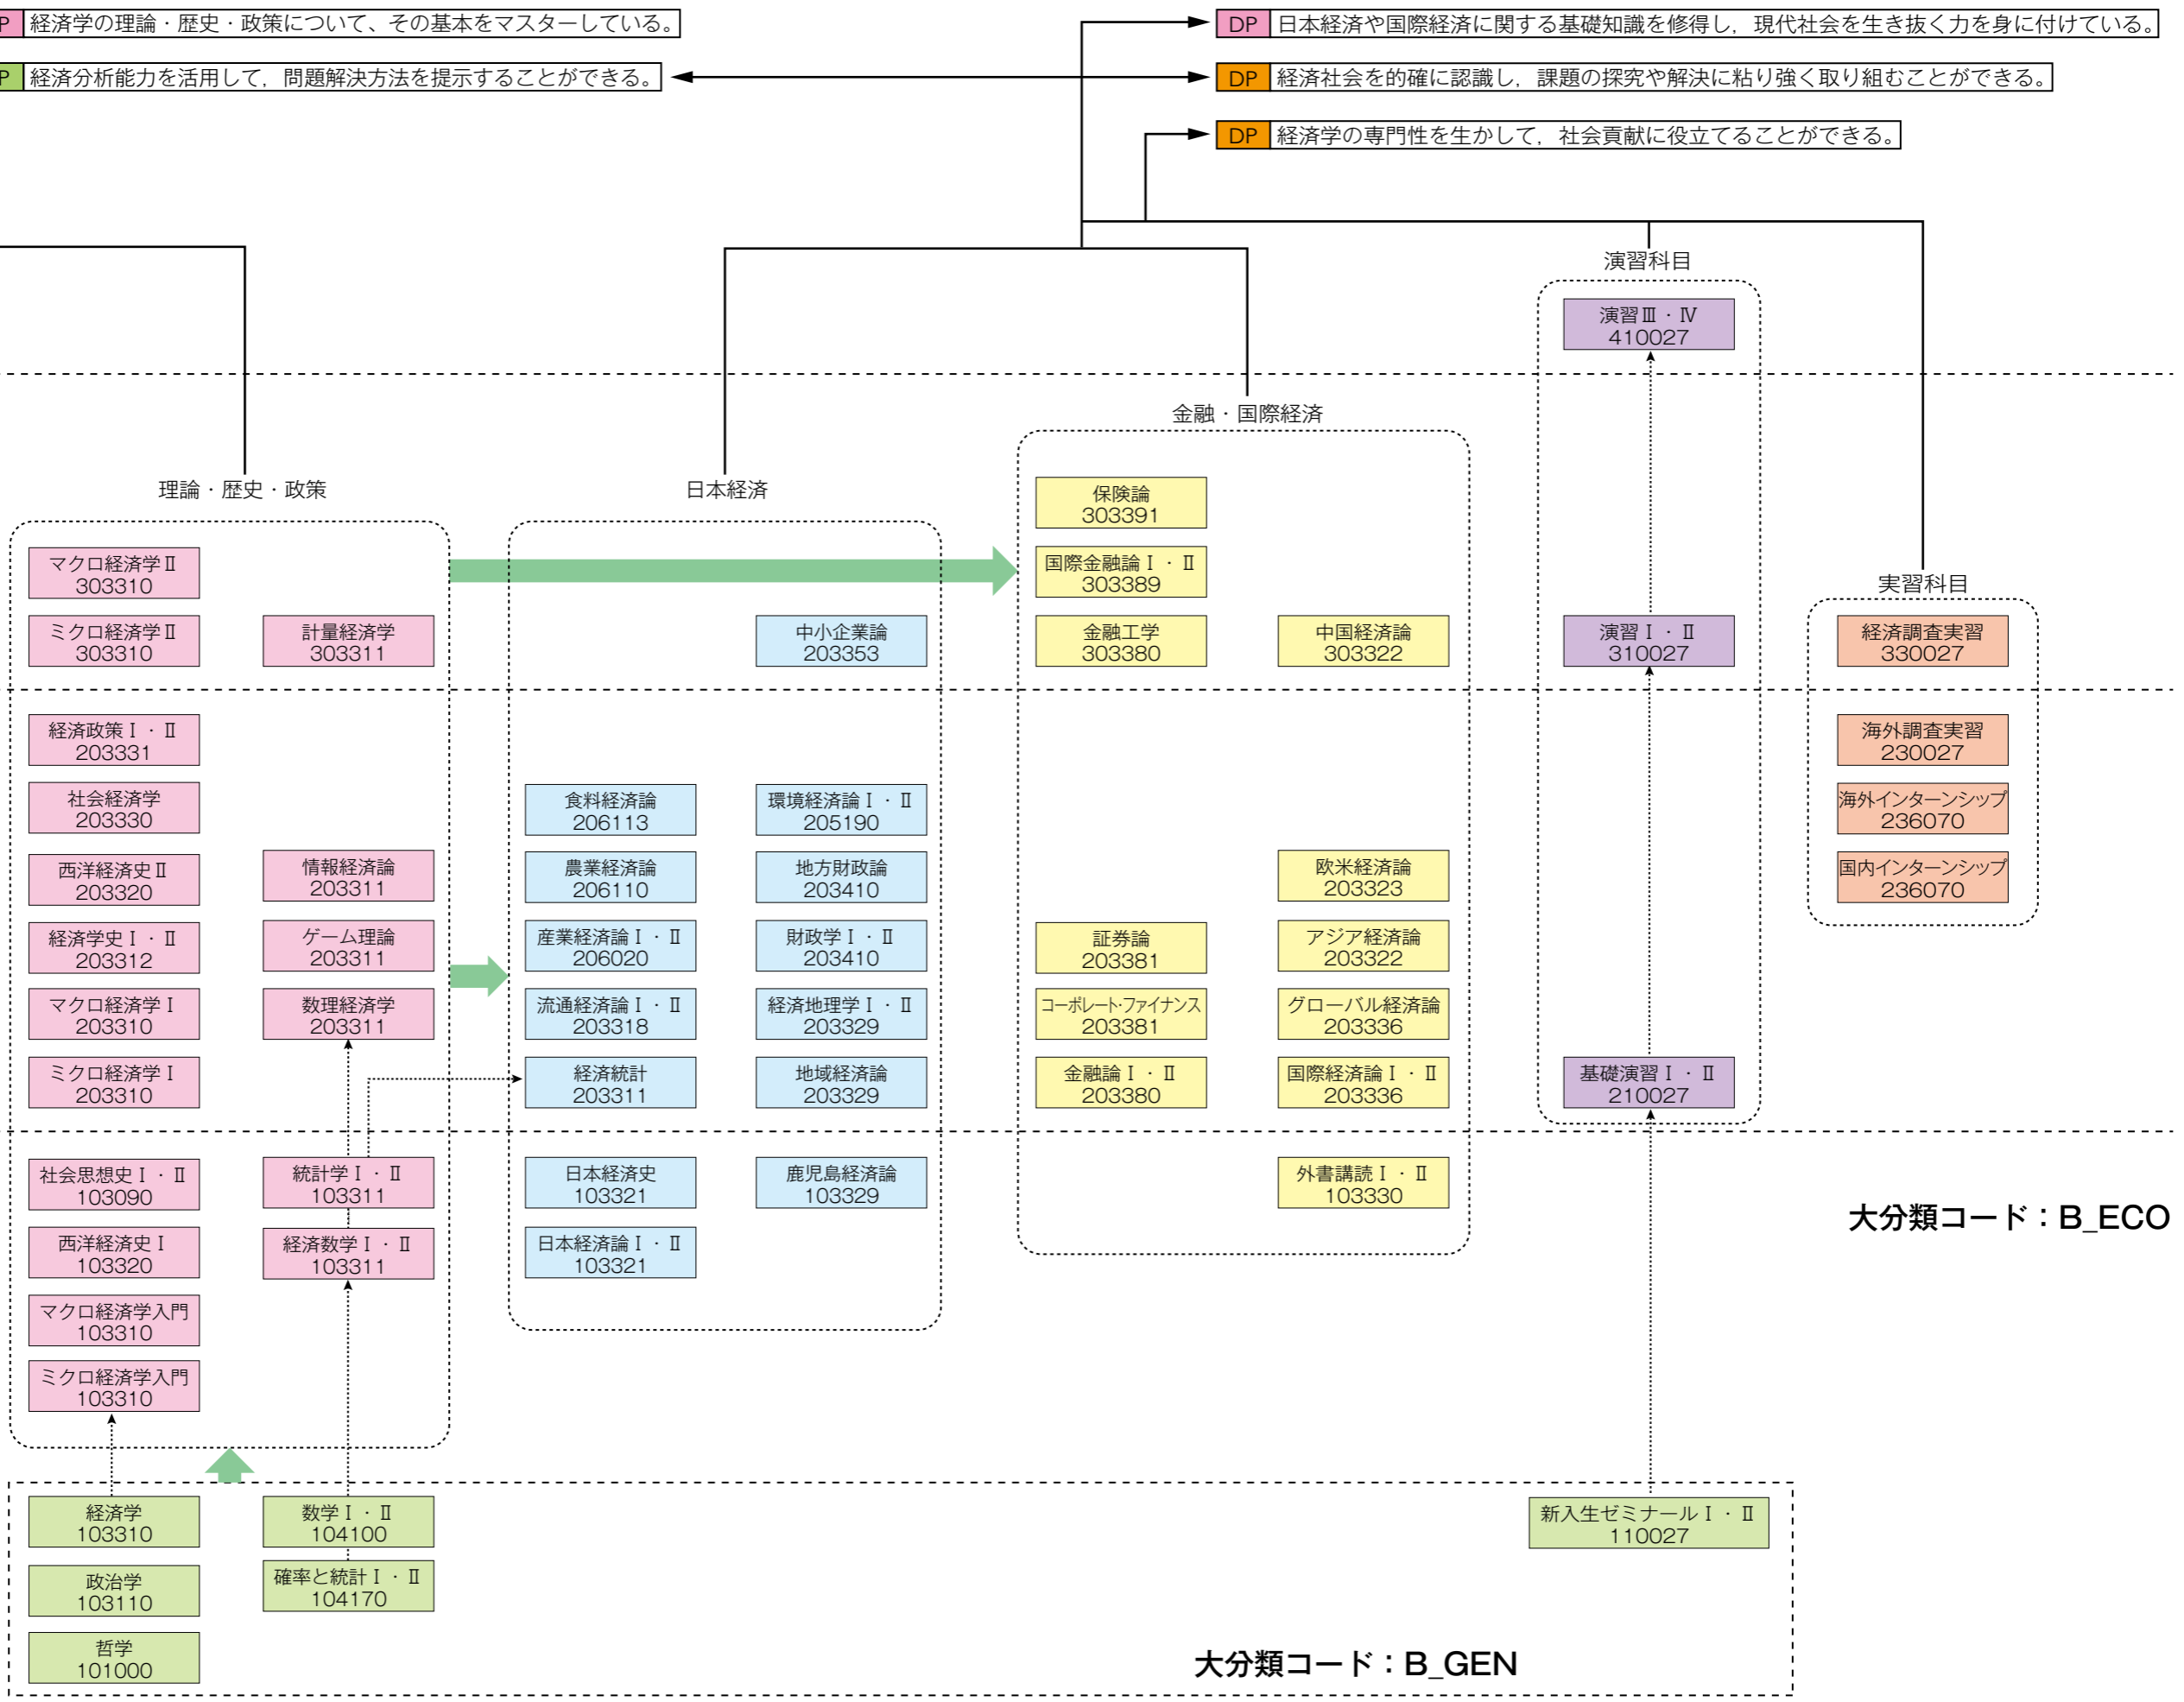 P 経済学の理論・歴史・政策について、その基本をマスターしている。
DP 日本経済や国際経済に関する基礎知識を修得し，現代社会を生き抜く力を身に付けている。
P 経済分析能力を活用して，問題解決方法を提示することができる。
DP 経済社会を的確に認識し，課題の探究や解決に粘り強く取り組むことができる。
DP 経済学の専門性を生かして，社会貢献に役立てることができる。
理論・歴史・政策
マクロ経済学Ⅱ
303310
ミクロ経済学Ⅱ
303310
計量経済学
303311
経済政策Ⅰ・Ⅱ
203331
社会経済学
203330
西洋経済史Ⅱ
203320
情報経済論
203311
経済学史Ⅰ・Ⅱ
203312
ゲーム理論
203311
マクロ経済学Ⅰ
203310
数理経済学
203311
ミクロ経済学Ⅰ
203310
社会思想史Ⅰ・Ⅱ
103090
統計学Ⅰ・Ⅱ
103311
西洋経済史Ⅰ
103320
経済数学Ⅰ・Ⅱ
103311
マクロ経済学入門
103310
ミクロ経済学入門
103310
日本経済
中小企業論
203353
食料経済論
206113
環境経済論Ⅰ・Ⅱ
205190
農業経済論
206110
地方財政論
203410
産業経済論Ⅰ・Ⅱ
206020
財政学Ⅰ・Ⅱ
203410
流通経済論Ⅰ・Ⅱ
203318
経済地理学Ⅰ・Ⅱ
203329
経済統計
203311
地域経済論
203329
日本経済史
103321
鹿児島経済論
103329
日本経済論Ⅰ・Ⅱ
103321
金融・国際経済
保険論
303391
国際金融論Ⅰ・Ⅱ
303389
金融工学
303380
中国経済論
303322
欧米経済論
203323
証券論
203381
アジア経済論
203322
コーポレート・ファイナンス
203381
グローバル経済論
203336
金融論Ⅰ・Ⅱ
203380
国際経済論Ⅰ・Ⅱ
203336
外書講読Ⅰ・Ⅱ
103330
演習科目
演習Ⅲ・Ⅳ
410027
演習Ⅰ・Ⅱ
310027
基礎演習Ⅰ・Ⅱ
210027
実習科目
経済調査実習
330027
海外調査実習
230027
海外インターンシップ
236070
国内インターンシップ
236070
大分類コード：B_ECO
経済学
103310
数学Ⅰ・Ⅱ
104100
新入生ゼミナールⅠ・Ⅱ
110027
政治学
103110
確率と統計Ⅰ・Ⅱ
104170
哲学
101000
大分類コード：B_GEN